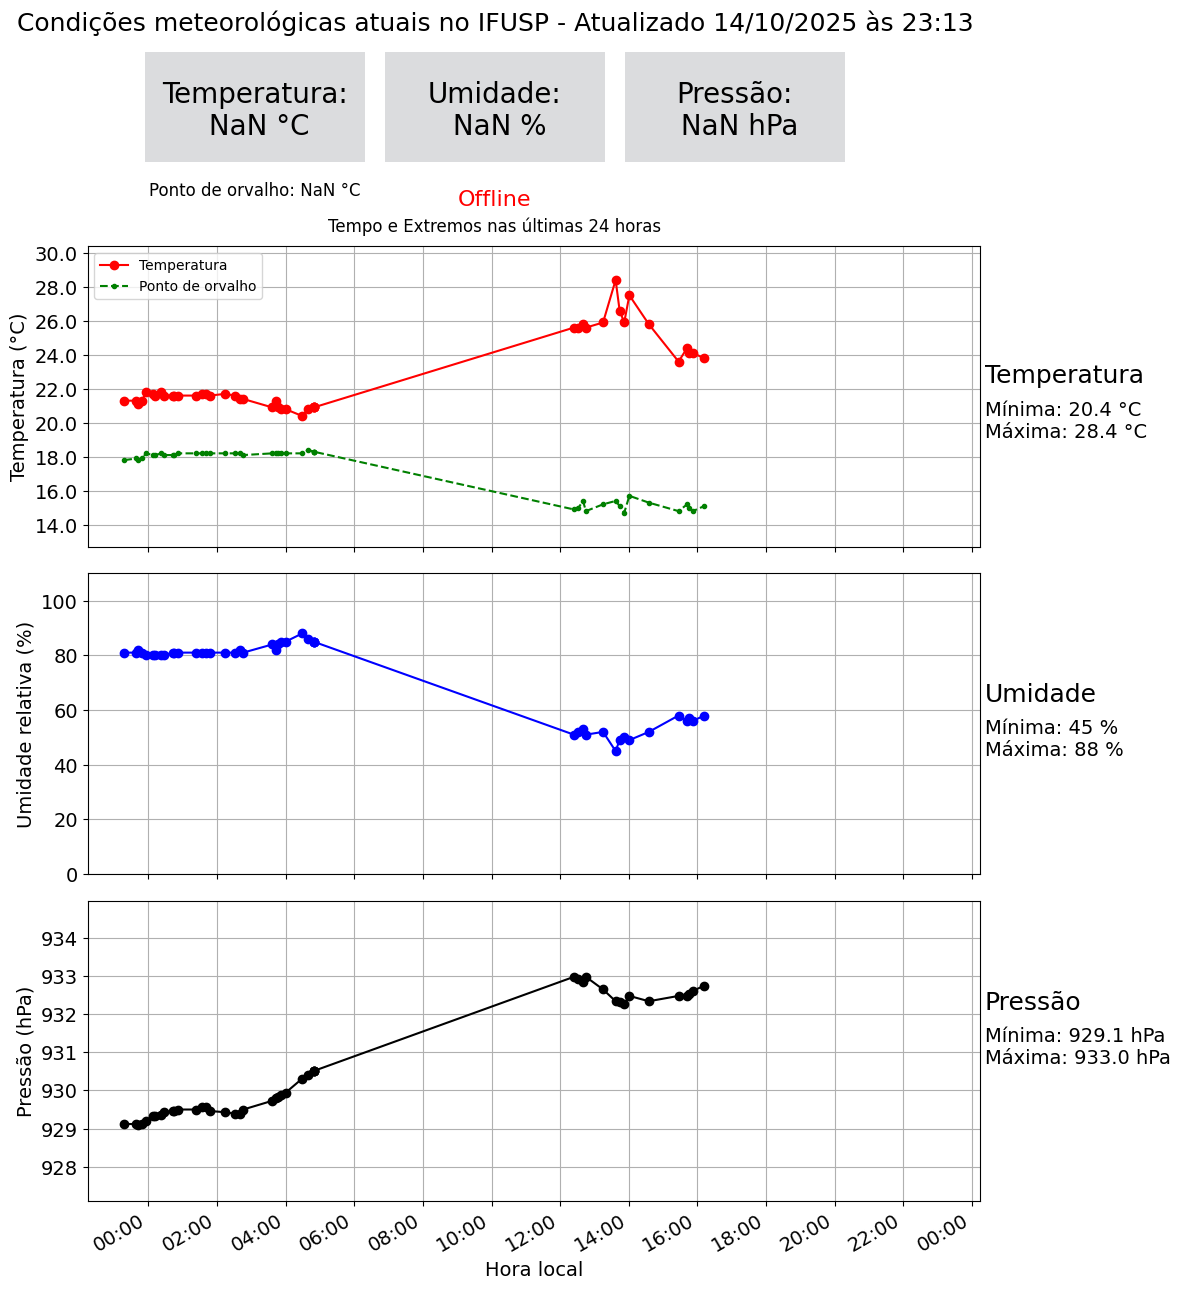 Condições meteorológicas atuais no IFUSP - Atualizado 14/10/2025 às 23:13
Temperatura:
NaN °C
Umidade:
NaN %
Pressão:
NaN hPa
Ponto de orvalho: NaN °C
Offline
Tempo e Extremos nas últimas 24 horas
Temperatura (°C)
30.0
28.0
26.0
24.0
22.0
20.0
18.0
16.0
14.0
Temperatura
Ponto de orvalho
Temperatura
Mínima: 20.4 °C
Máxima: 28.4 °C
Umidade relativa (%)
100
80
60
40
20
0
Umidade
Mínima: 45 %
Máxima: 88 %
Pressão (hPa)
934
933
932
931
930
929
928
Pressão
Mínima: 929.1 hPa
Máxima: 933.0 hPa
00:00
02:00
04:00
06:00
08:00
10:00
12:00
14:00
16:00
18:00
20:00
22:00
00:00
Hora local